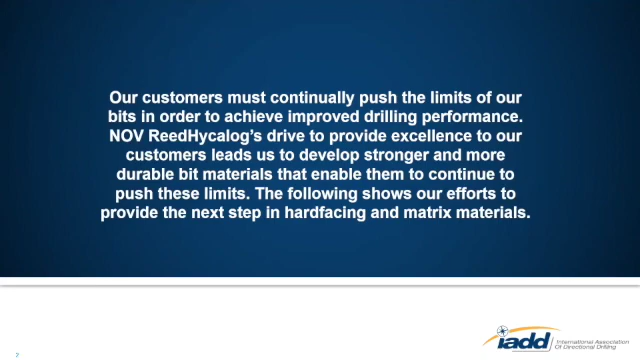 Our customers must continually push the limits of our
bits in order to achieve improved drilling performance.
NOV ReedHycalog's drive to provide excellence to our
customers leads us to develop stronger and more
durable bit materials that enable them to continue to
push these limits. The following shows our efforts to
provide the next step in hardfacing and matrix materials.
iadd
International Association
Of Directional Drilling
2